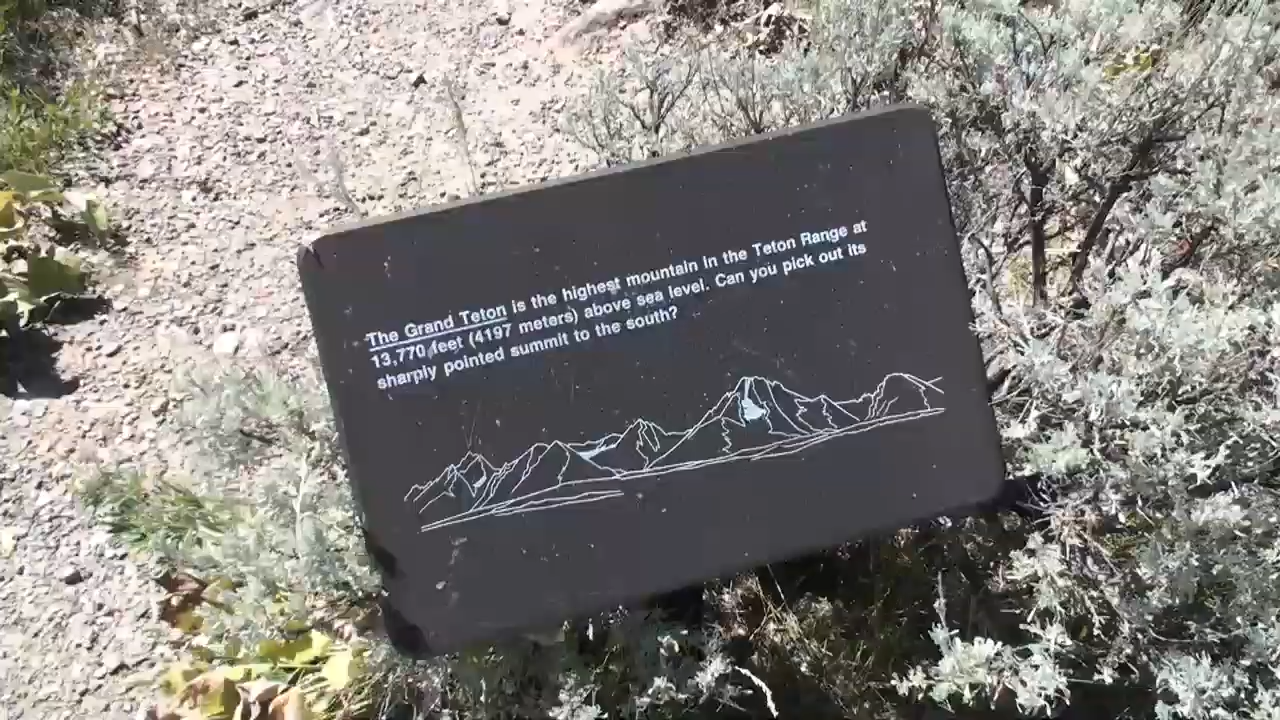 The Grand Teton is the highest mountain in the Teton Range at
13,770 feet (4197 meters) above sea level. Can you pick out its
sharply pointed summit to the south?